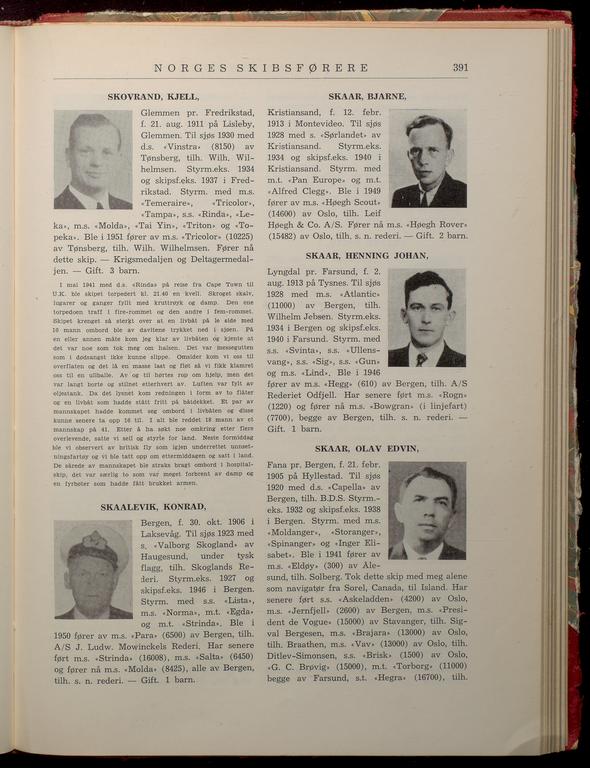 NORGES SKIBSFØRERE 391
SKOVRAND, KJELL,
Glemmen pr. Fredrikstad,
f. 21. aug. 1911 på Lisleby,
Glemmen. Til sjøs 1930 med
d.s. «Vinstra» (8150) av
Tønsberg, tilh. Wilh. Wil-
helmsen. Styrm.eks. 1934
og skipsf.eks. 1937 i Fred-
rikstad. Styrm. med m.s.
«Temeraire», «Tricolor»,
«Tampa», s.s. «Rinda», «Le-
ka», m.s. «Molda», «Tai Yin», «Triton» og «To-
peka». Ble i 1951 fører av m.s. «Tricolor» (10225)
av Tønsberg, tilh. Wilh. Wilhelmsen. Fører nå
dette skip. — Krigsmedaljen og Deltagermedal-
jen. — Gift. 3 barn.
I mai 1941 med d.s. «Rinda» på reise fra Cape Town til
U.K. ble skipet torpedert kl. 21.40 en kvell. Skroget skalv,
lugarer og ganger fyllt med kruttrøyk og damp. Den ene
torpedoen traff i fire-rommet og den andre i fem-rommet.
Skipet krenget så sterkt over at en livbåt på le side med
10 mann ombord ble av davitene trykket ned i sjøen. På
en eller annen måte kom jeg klar av livbåten og kjente at
det var noe som tok meg om halsen. Det var messegutten
som i dødsangst ikke kunne slippe. Omsider kom vi oss til
overflaten og det lå en masse last og fløt så vi fikk klamret
oss til en ullballe. Av og til hørtes rop om hjelp, men det
var langt borte og stilnet etterhvert av. Luften var fylt av
oljestank. Da det lysnet kom redningen i form av to flåter
og en livbåt som hadde stått fritt på båtdekket. Et par av
mannskapet hadde kommet seg ombord i livbåten og disse
kunne senere ta opp 16 til. I alt ble reddet 18 mann av et
mannskap på 41. Etter å ha søkt noe omkring etter flere
overlevende, satte vi seil og styrte for land. Neste formiddag
ble vi observert av britisk fly som igjen underrettet unnset-
ningsfartøy og vi ble tatt opp om ettermiddagen og satt i land.
De sårede av mannskapet ble straks bragt ombord i hospital-
skip, det var særlig to som var meget forbrent av damp og
en fyrbøter som hadde fått brukket armen.
SKAALEVIK, KONRAD,
Bergen, f. 30. okt. 1906 i
Laksevåg. Til sjøs 1923 med
s. «Valborg Skogland» av
Haugesund, under tysk
flagg, tilh. Skoglands Re-
deri. Styrm.eks. 1927 og
skipsf.eks. 1946 i Bergen.
Styrm. med s.s. «Lista»,
m.s. «Norma», m.t. «Egda»
og m.t. «Strinda». Ble i
1950 fører av m.s. «Para» (6500) av Bergen, tilh.
A/S J. Ludw. Mowinckels Rederi. Har senere
ført m.s. «Strinda» (16008), m.s. «Salta» (6450)
og fører nå m.s. «Molda» (8425), alle av Bergen,
tilh. s. n. rederi. — Gift. 1 barn.
SKAAR, BJARNE,
Kristiansand, f. 12. febr.
1913 i Montevideo. Til sjøs
1928 med s. «Sørlandet» av
Kristiansand. Styrm.eks.
1934 og skipsf.eks. 1940 i
Kristiansand. Styrm. med
m.t. «Pan Europe» og m.t.
«Alfred Clegg». Ble i 1949
fører av m.s. «Høegh Scout»
(14600) av Oslo, tilh. Leif
Høegh & Co. A/S. Fører nå m.s. «Høegh Rover»
(15482) av Oslo, tilh. s. n. rederi. — Gift. 2 barn.
SKAAR, HENNING JOHAN,
Lyngdal pr. Farsund, f. 2.
aug. 1913 på Tysnes. Til sjøs
1928 med m.s. «Atlantic»
(11000) av Bergen, tilh.
Wilhelm Jebsen. Styrm.eks.
1934 i Bergen og skipsf.eks.
1940 i Farsund. Styrm. med
s.s. «Svinta», s.s. «Ullens-
vang», s.s. «Sig», s.s. «Gun»
og m.s. «Lind». Ble i 1946
fører av m.s. «Hegg» (610) av Bergen, tilh. A/S
Rederiet Odfjell. Har senere ført m.s. «Rogn»
(1220) og fører nå m.s. «Bowgran» (i linjefart)
(7700), begge av Bergen, tilh. s. n. rederi. —
Gift. 1 barn.
SKAAR, OLAV EDVIN,
Fana pr. Bergen, f. 21. febr.
1905 på Hyllestad. Til sjøs
1920 med d.s. «Capella» av
Bergen, tilh. B.D.S. Styrm.-
eks. 1932 og skipsf.eks. 1938
i Bergen. Styrm. med m.s.
«Moldanger», «Storanger»,
«Spinanger» og «Inger Eli-
sabet». Ble i 1941 fører av
m.s. «Eldøy» (300) av Ale-
sund, tilh. Solberg. Tok dette skip med meg alene
som navigatør fra Sorel, Canada, til Island. Har
senere ført s.s. «Askeladden» (4200) av Oslo,
m.s. «Jernfjell» (2600) av Bergen, m.s. «Presi-
dent de Vogue» (15000) av Stavanger, tilh. Sig-
val Bergesen, m.s. «Brajara» (13000) av Oslo,
tilh. Braathen, m.s. «Vav» (13000) av Oslo, tilh.
Ditlev-Simonsen, s.s. «Brisk» (1500) av Oslo,
«G. C. Brøvig» (15000), m.t. «Torborg» (11000)
begge av Farsund, s.t. «Hegra» (16700), tilh.